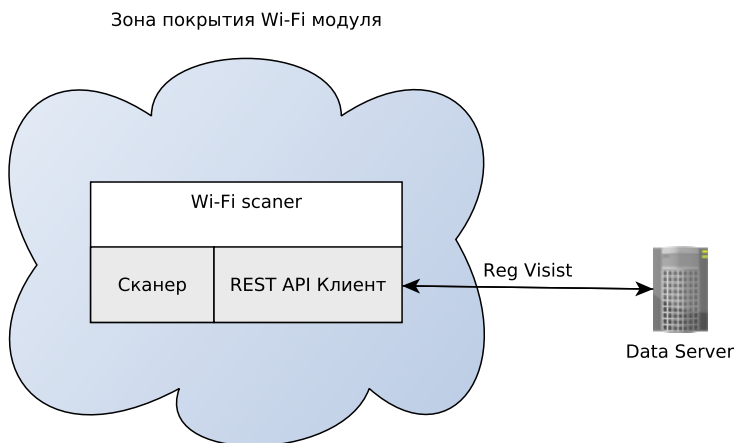 Зона покрытия Wi-Fi модуля
Wi-Fi scaner
Сканер
REST API Клиент
Reg Visist
Data Server